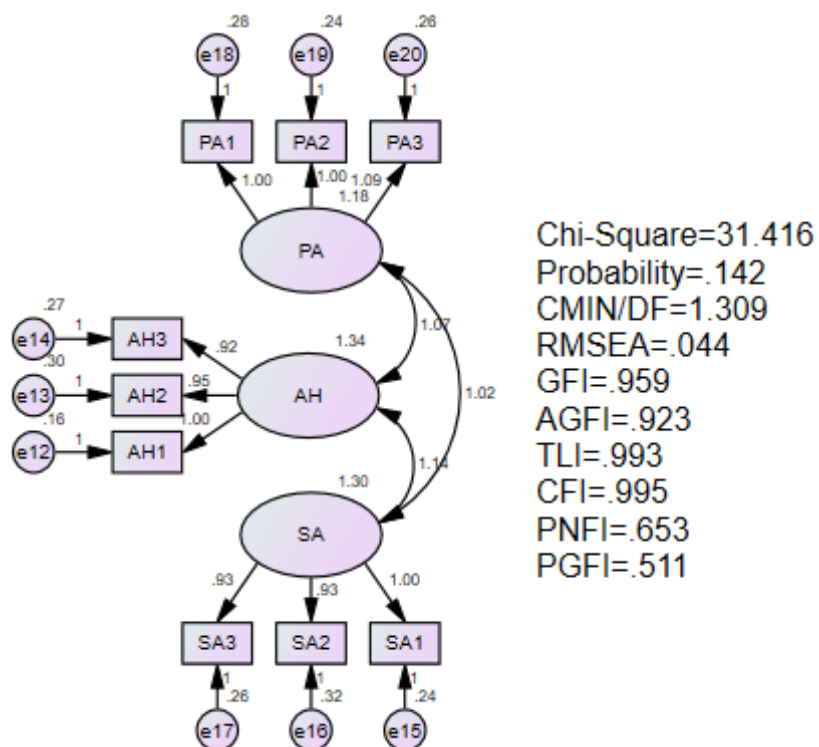 .28 .24 .26
e18 e19 e20
1 1 1
PA1 PA2 PA3
1.00 1.00 1.09
1.18
PA
Chi-Square=31.416
Probability=.142
CMIN/DF=1.309
RMSEA=.044
GFI=.959
AGFI=.923
TLI=.993
CFI=.995
PNFI=.653
PGFI=.511
1.07
1.02
.27
e14 1 AH3 .92 1.34
.30
e13 1 AH2 .95 AH
.16
e12 1 AH1 1.00
1.14
1.30
SA
.93 .93 1.00
SA3 SA2 SA1
1 1 1
.26 .32 .24
e17 e16 e15